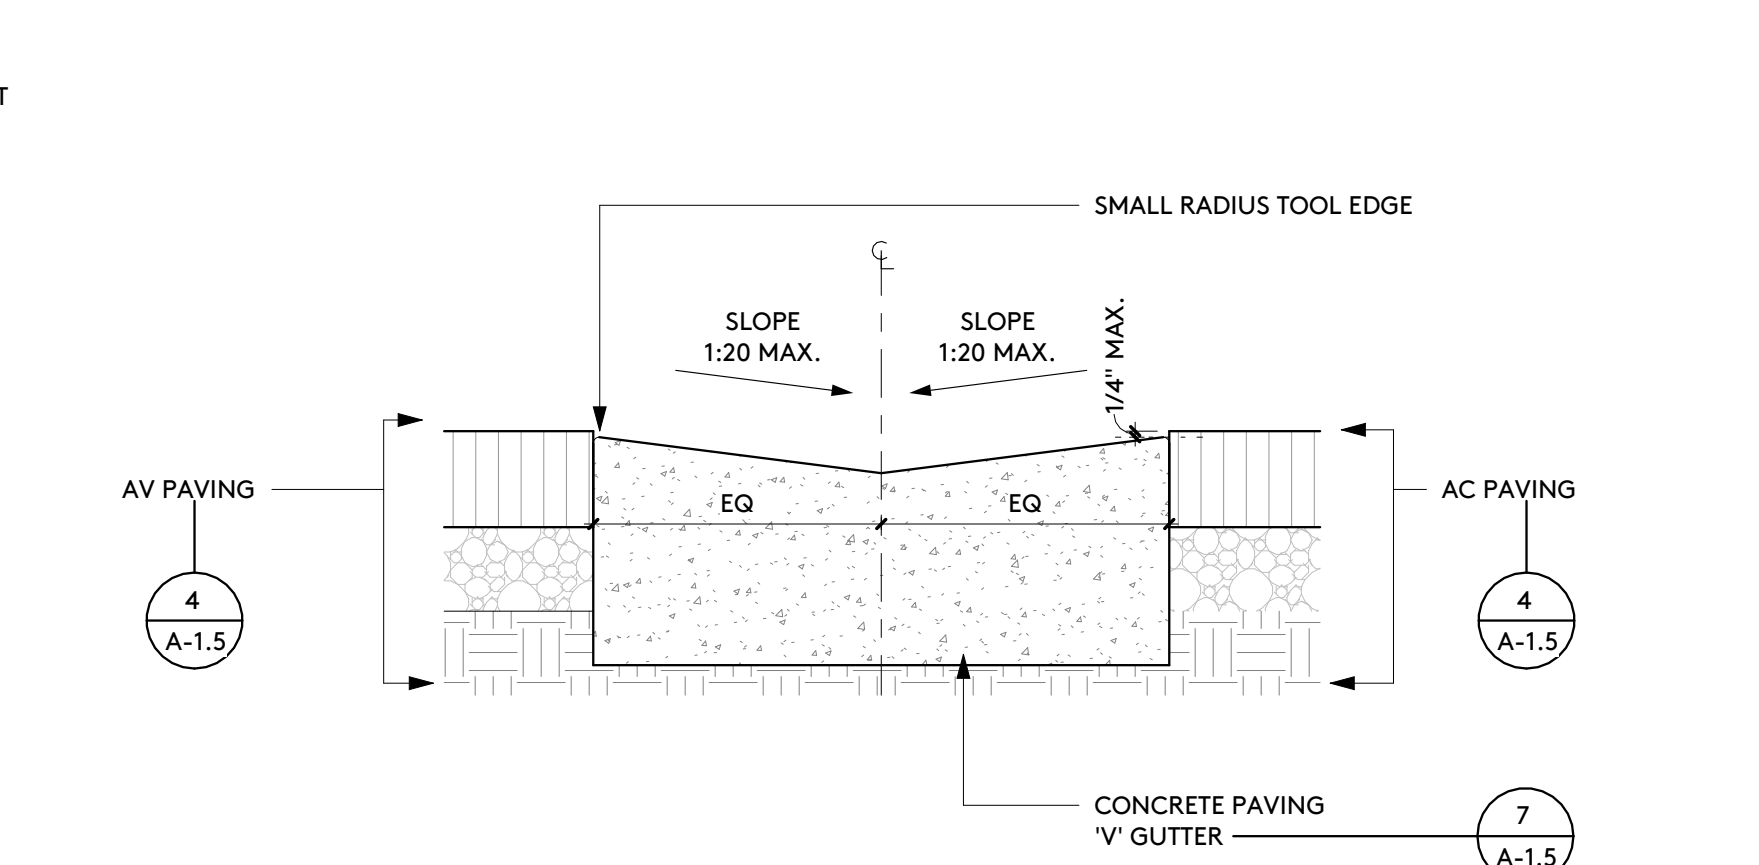 T
SMALL RADIUS TOOL EDGE
℄
SLOPE
1:20 MAX.
SLOPE
1:20 MAX.
1/4" MAX.
AV PAVING
EQ
EQ
AC PAVING
4
A-1.5
4
A-1.5
CONCRETE PAVING
'V' GUTTER
7
A-1.5